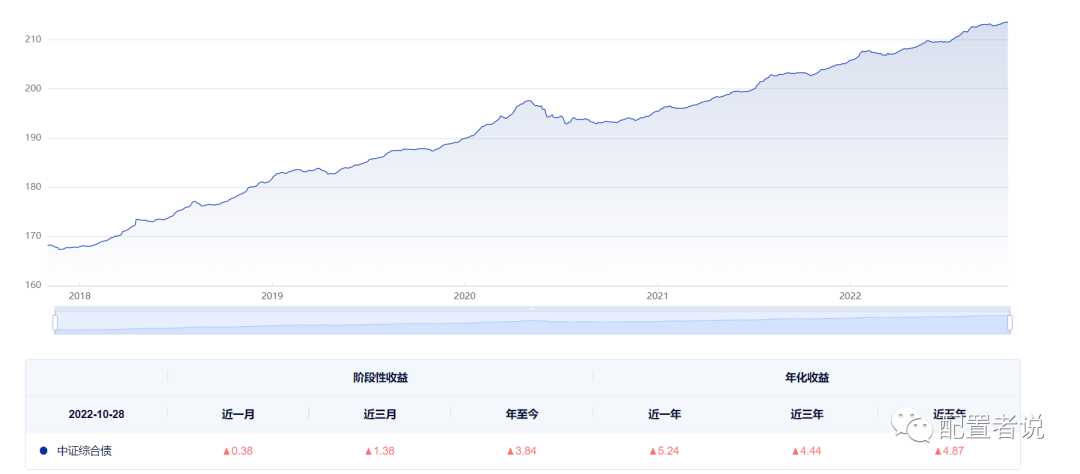 210
200
190
180
170
160
2018 2019 2020 2021 2022
阶段性收益 年化收益
2022-10-28 近一月 近三月 年至今 近一年 近三年 近五年
中证综合债 ▲0.38 ▲1.38 ▲3.84 ▲5.24 ▲4.44 ▲4.87
配置者说